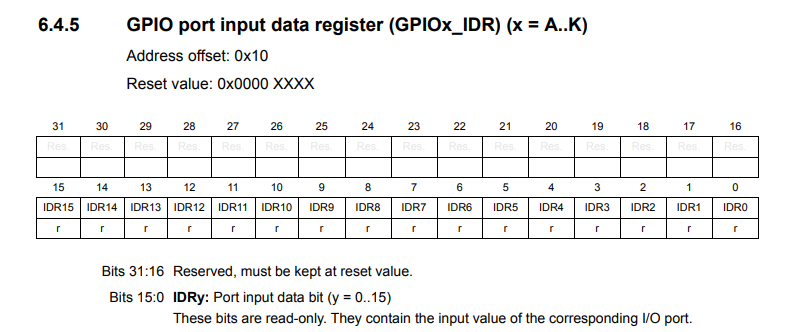 6.4.5 GPIO port input data register (GPIOx_IDR) (x = A..K)
Address offset: 0x10
Reset value: 0x0000 XXXX
31 30 29 28 27 26 25 24 23 22 21 20 19 18 17 16
Res. Res. Res. Res. Res. Res. Res. Res. Res. Res. Res. Res. Res. Res. Res. Res.
15 14 13 12 11 10 9 8 7 6 5 4 3 2 1 0
IDR15 IDR14 IDR13 IDR12 IDR11 IDR10 IDR9 IDR8 IDR7 IDR6 IDR5 IDR4 IDR3 IDR2 IDR1 IDR0
r r r r r r r r r r r r r r r r
Bits 31:16 Reserved, must be kept at reset value.
Bits 15:0 IDRy: Port input data bit (y = 0..15)
These bits are read-only. They contain the input value of the corresponding I/O port.